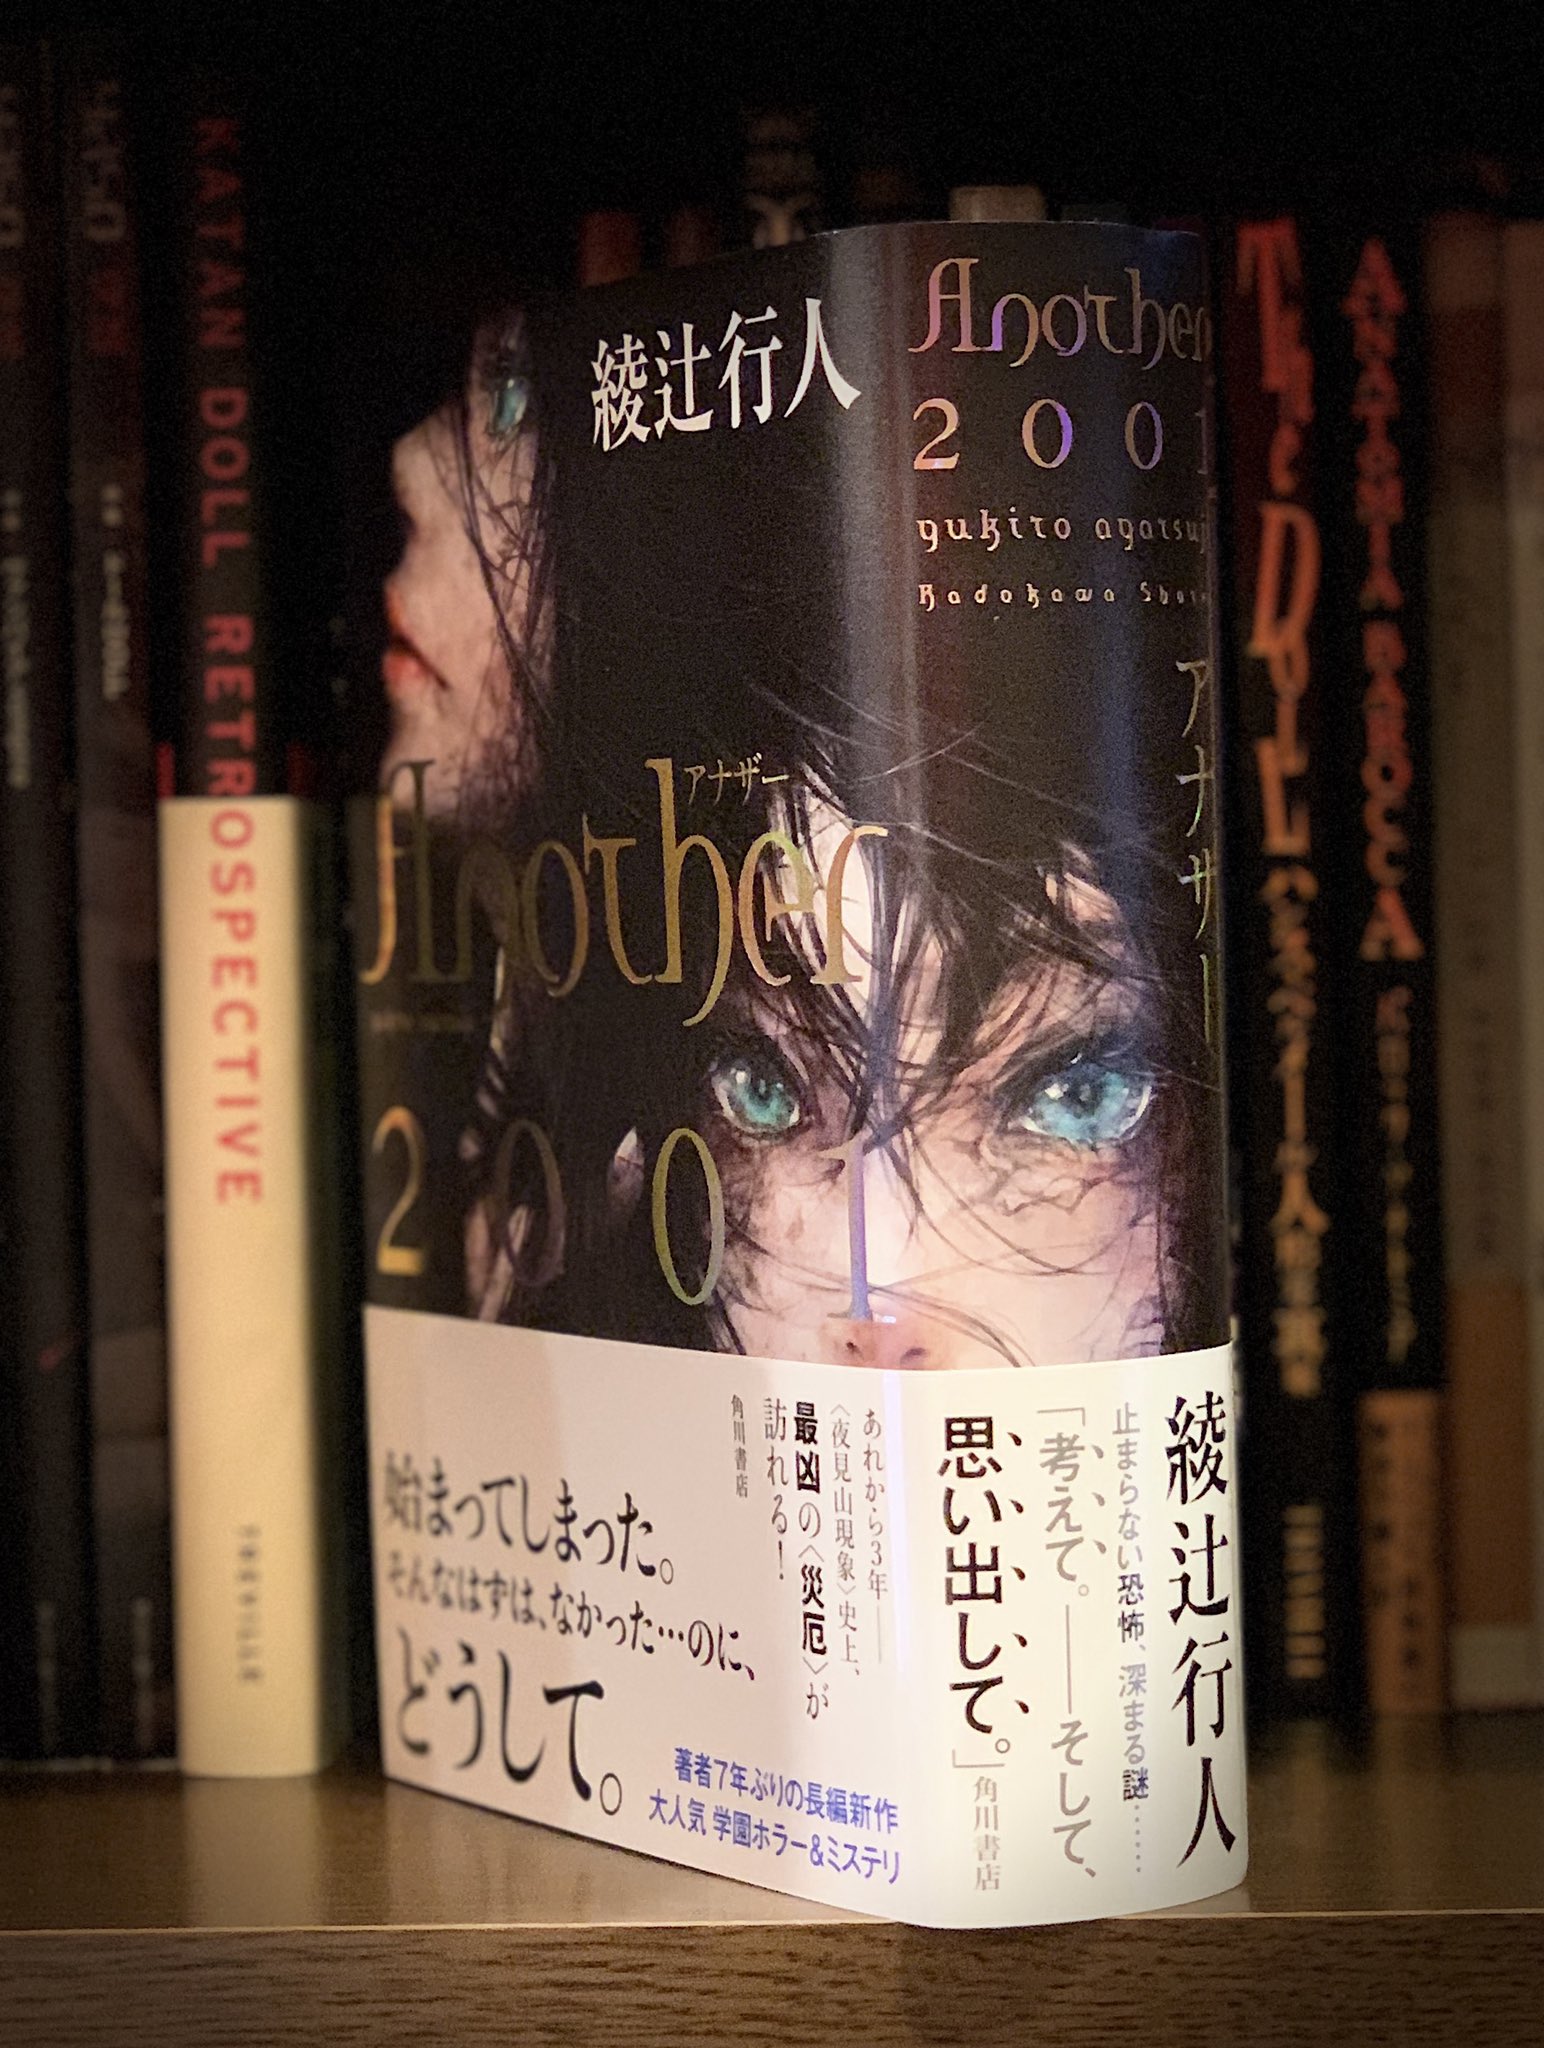 KATAN DOLL RETROSPECTIVE
綾辻行人
アナザー
Another
2001
あれから3年――
〈夜見山現象〉史上、
最凶の〈災厄〉が
訪れる!
角川書店
始まってしまった。
そんなはずは、なかった…のに、
どうして。
著者7年ぶりの長編新作
大人気 学園ホラー&ミステリ
Another
2001
yukito ayatsuj
Kadokawa
アナザー
綾辻行人
止まらない恐怖、深まる謎……
「考えて。――そして、
思い出して。」
角川書店
THE DOLL
ANATOMIA BAROCCA